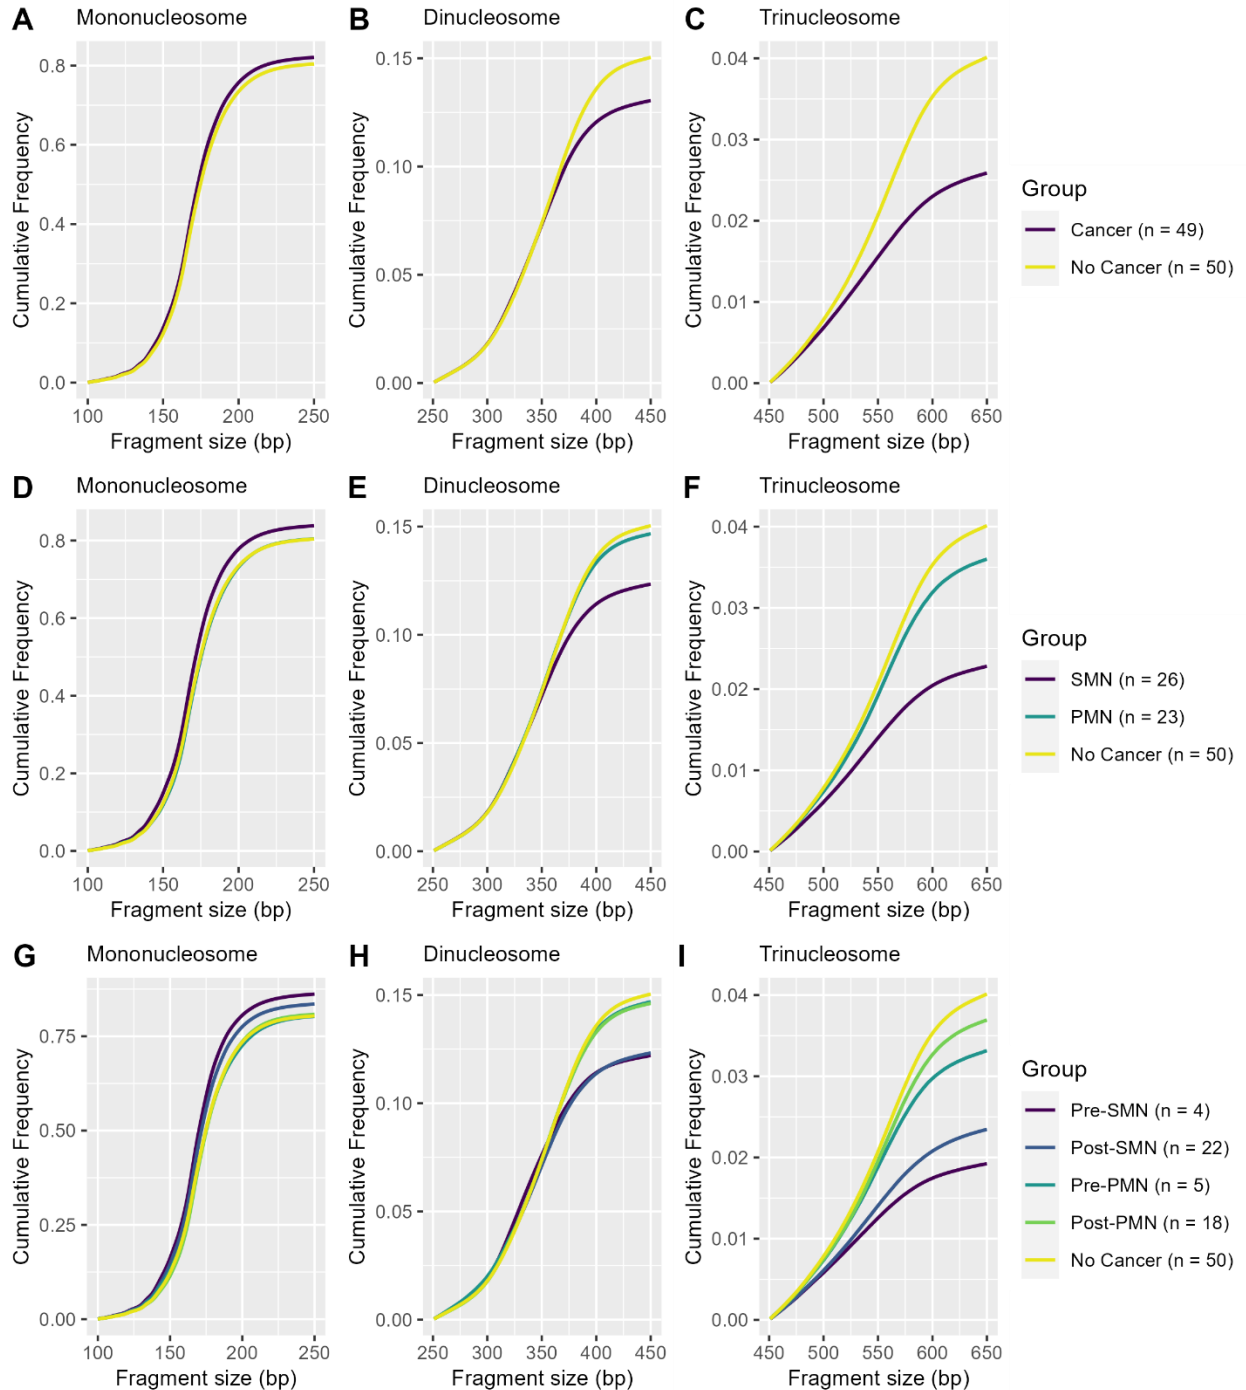 A Mononucleosome
B Dinucleosome
C Trinucleosome
Cumulative Frequency
0.8
0.6
0.4
0.2
0.0
100 150 200 250
Fragment size (bp)
Cumulative Frequency
0.15
0.10
0.05
0.00
250 300 350 400 450
Fragment size (bp)
Cumulative Frequency
0.04
0.03
0.02
0.01
0.00
450 500 550 600 650
Fragment size (bp)
Group
Cancer (n = 49)
No Cancer (n = 50)
D Mononucleosome
E Dinucleosome
F Trinucleosome
Cumulative Frequency
0.8
0.6
0.4
0.2
0.0
100 150 200 250
Fragment size (bp)
Cumulative Frequency
0.15
0.10
0.05
0.00
250 300 350 400 450
Fragment size (bp)
Cumulative Frequency
0.04
0.03
0.02
0.01
0.00
450 500 550 600 650
Fragment size (bp)
Group
SMN (n = 26)
PMN (n = 23)
No Cancer (n = 50)
G Mononucleosome
H Dinucleosome
I Trinucleosome
Cumulative Frequency
0.75
0.50
0.25
0.00
100 150 200 250
Fragment size (bp)
Cumulative Frequency
0.15
0.10
0.05
0.00
250 300 350 400 450
Fragment size (bp)
Cumulative Frequency
0.04
0.03
0.02
0.01
0.00
450 500 550 600 650
Fragment size (bp)
Group
Pre-SMN (n = 4)
Post-SMN (n = 22)
Pre-PMN (n = 5)
Post-PMN (n = 18)
No Cancer (n = 50)